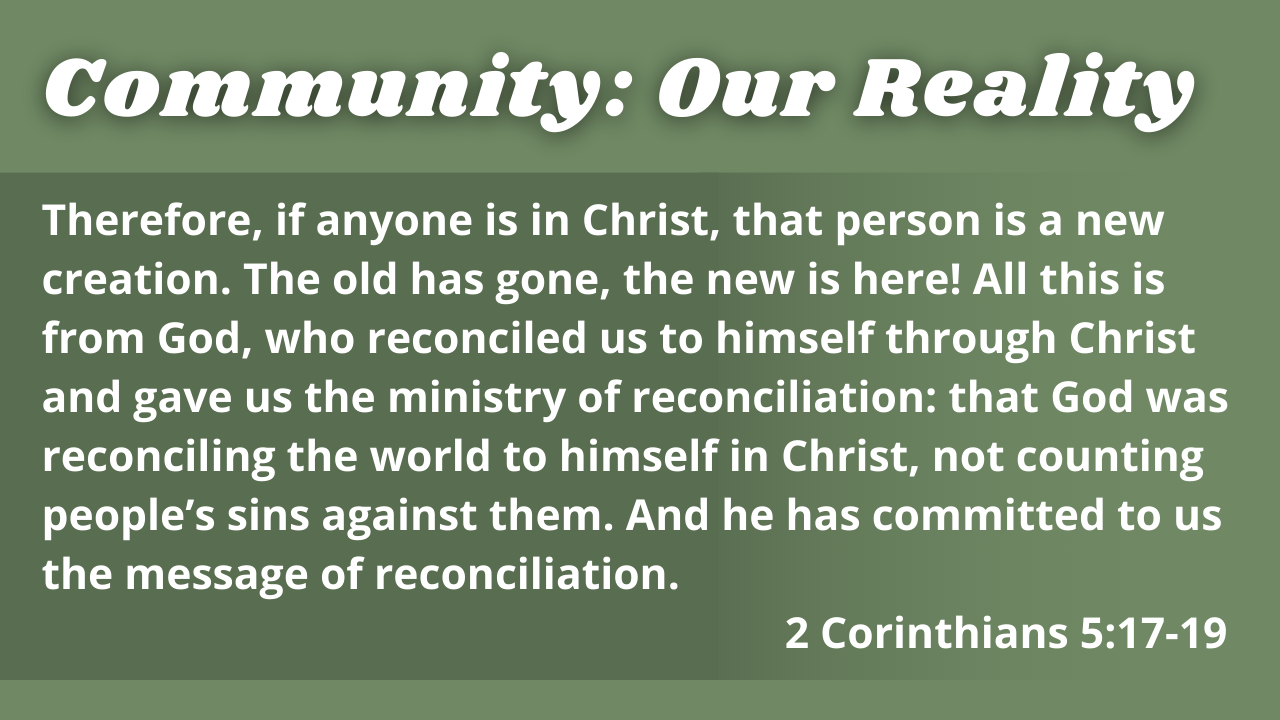 Community: Our Reality
Therefore, if anyone is in Christ, that person is a new
creation. The old has gone, the new is here! All this is
from God, who reconciled us to himself through Christ
and gave us the ministry of reconciliation: that God was
reconciling the world to himself in Christ, not counting
people’s sins against them. And he has committed to us
the message of reconciliation.
2 Corinthians 5:17-19